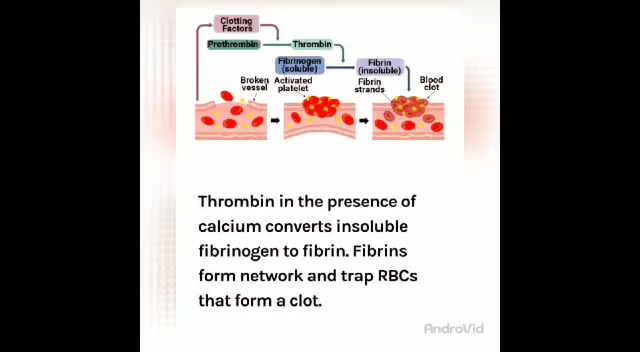 Clotting
Factors
Prothrombin
Thrombin
Fibrinogen
(soluble)
Fibrin
(insoluble)
Broken
vessel
Activated
platelet
Fibrin
strands
Blood
clot
Thrombin in the presence of
calcium converts insoluble
fibrinogen to fibrin. Fibrins
form network and trap RBCs
that form a clot.
AndroVid